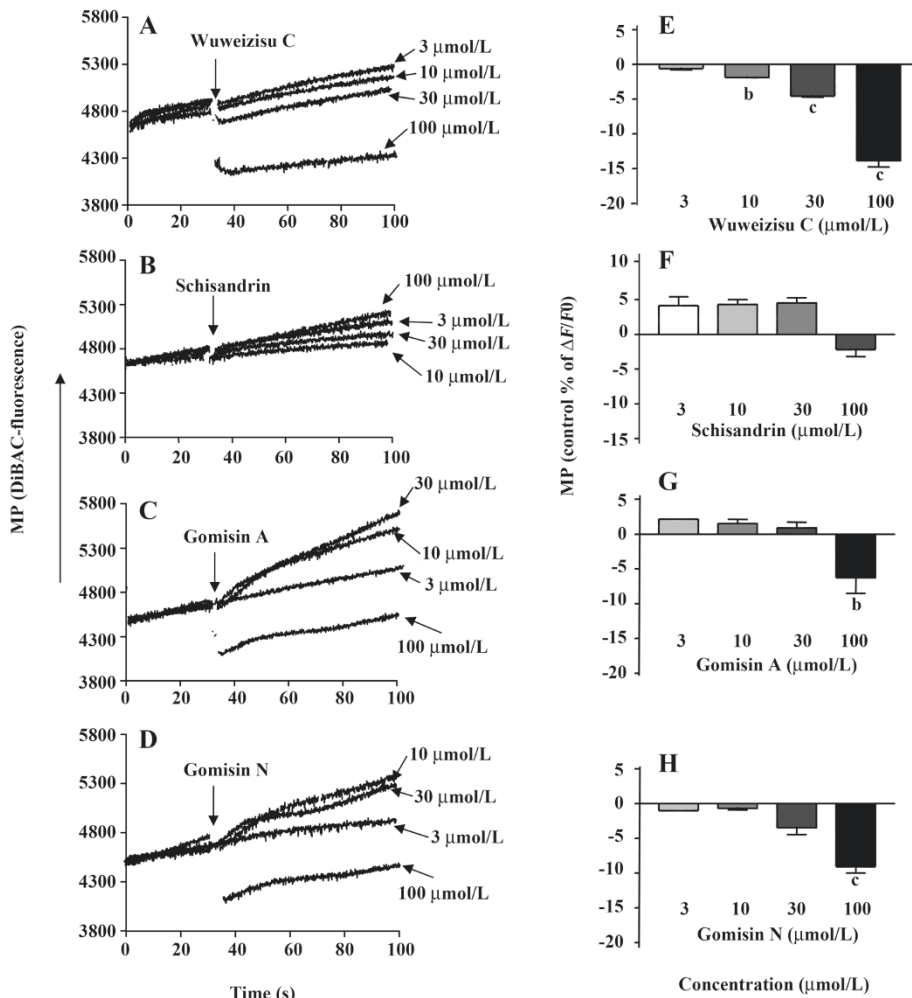 A
Wuweizisu C
5800
5300
4800
4300
3800
3 μmol/L
10 μmol/L
30 μmol/L
100 μmol/L
0 20 40 60 80 100
B
Schisandrin
5800
5300
4800
4300
3800
100 μmol/L
3 μmol/L
30 μmol/L
10 μmol/L
0 20 40 60 80 100
C
Gomisin A
5800
5300
4800
4300
3800
30 μmol/L
10 μmol/L
3 μmol/L
100 μmol/L
0 20 40 60 80 100
D
Gomisin N
5800
5300
4800
4300
3800
10 μmol/L
30 μmol/L
3 μmol/L
100 μmol/L
0 20 40 60 80 100
Time (s)
MP (DiBAC-fluorescence)
E
5
0
-5
-10
-15
-20
b
c
c
3 10 30 100
Wuweizisu C (μmol/L)
F
10
5
0
-5
-10
-15
3 10 30 100
Schisandrin (μmol/L)
G
5
0
-5
-10
-15
-20
b
3 10 30 100
Gomisin A (μmol/L)
H
5
0
-5
-10
-15
-20
c
3 10 30 100
Gomisin N (μmol/L)
Concentration (μmol/L)
MP (control % of ΔF/F0)